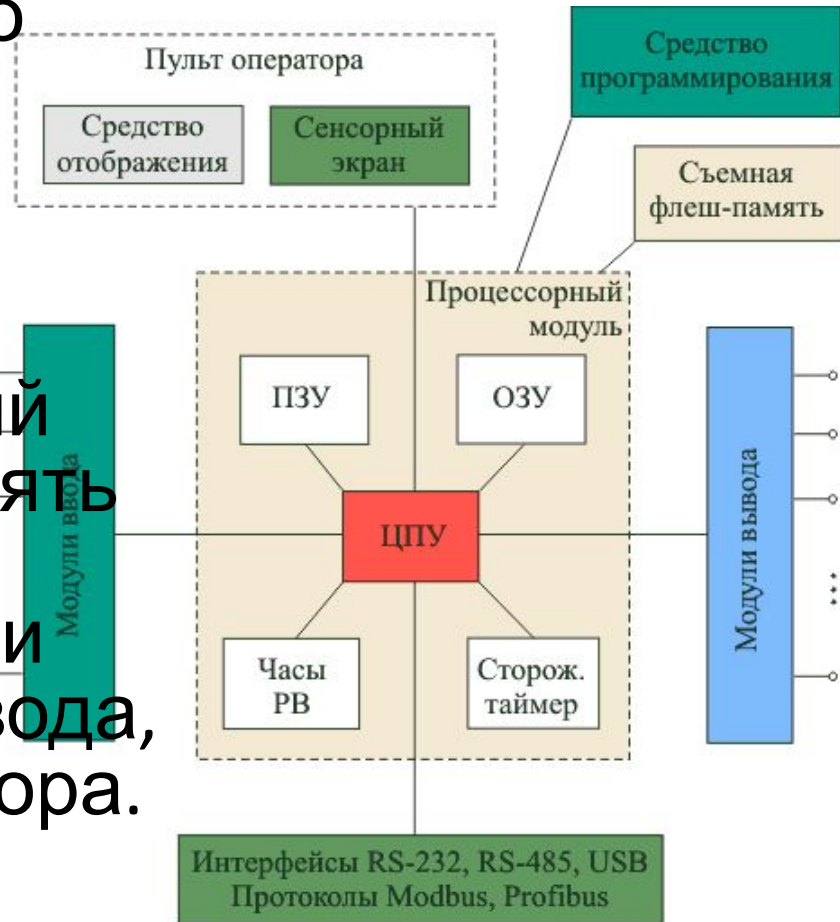 Пульт оператора
Средство
отображения
Сенсорный
экран
Средство
программирования
Съемная
флеш-память
Процессорный
модуль
ПЗУ
ОЗУ
ЦПУ
Часы
РВ
Сторож.
таймер
Модули ввода
Модули вывода
Интерфейсы RS-232, RS-485, USB
Протоколы Modbus, Profibus